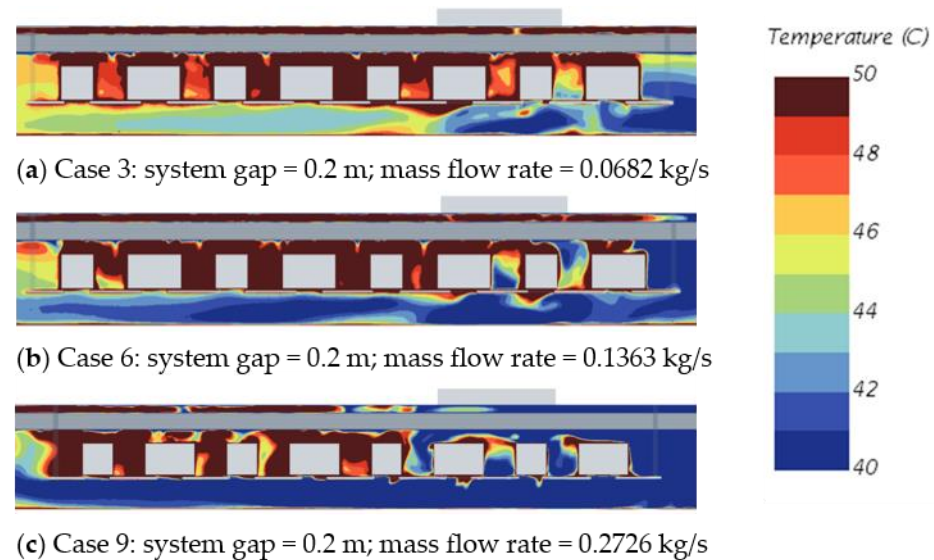 Temperature (C)
50
48
46
44
42
40
(a) Case 3: system gap = 0.2 m; mass flow rate = 0.0682 kg/s
(b) Case 6: system gap = 0.2 m; mass flow rate = 0.1363 kg/s
(c) Case 9: system gap = 0.2 m; mass flow rate = 0.2726 kg/s